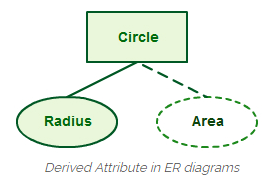 Circle
Radius
Area
Derived Attribute in ER diagrams